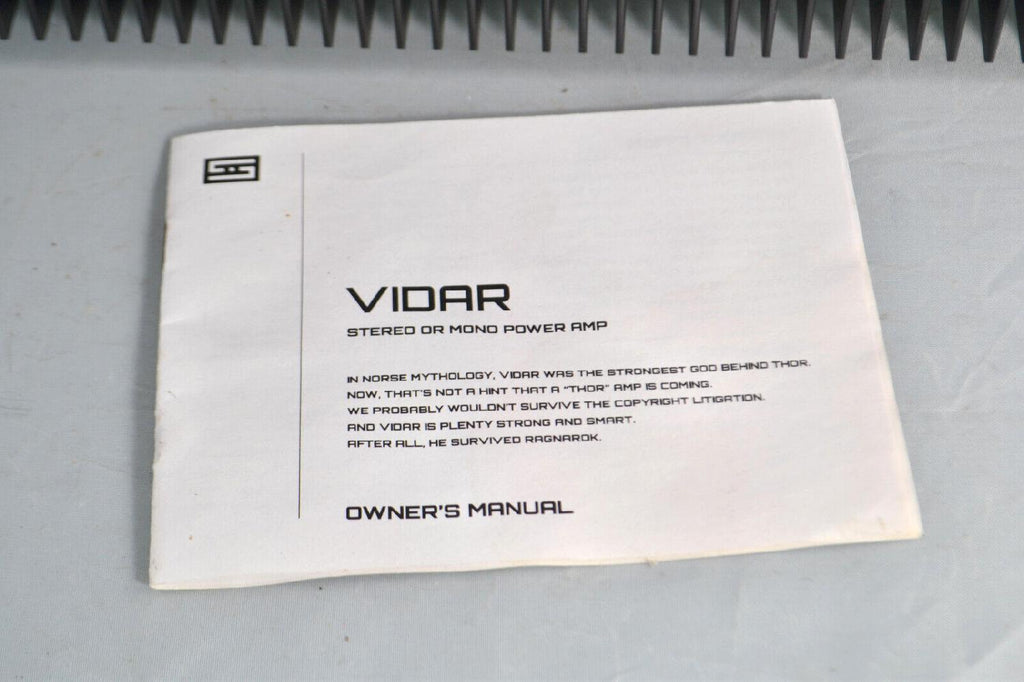 VIDAR
STEREO OR MONO POWER AMP
IN NORSE MYTHOLOGY, VIDAR WAS THE STRONGEST GOD BEHIND THOR.
NOW, THAT'S NOT A HINT THAT A "THOR" AMP IS COMING.
WE PROBABLY WOULDN'T SURVIVE THE COPYRIGHT LITIGATION.
AND VIDAR IS PLENTY STRONG AND SMART.
AFTER ALL, HE SURVIVED RAGNAROK.
OWNER'S MANUAL